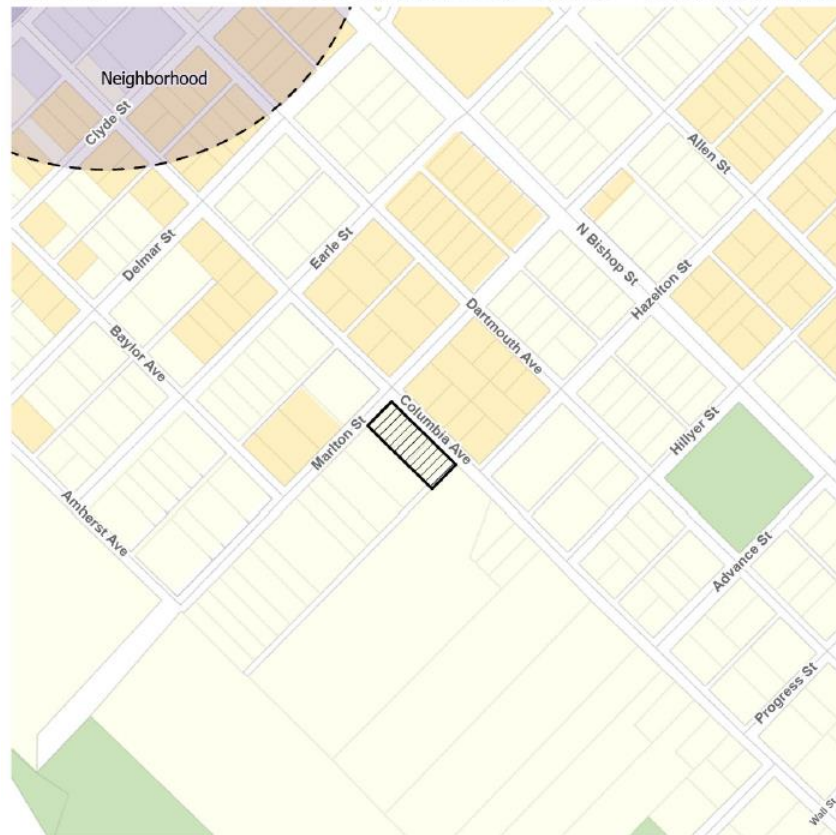 Neighborhood
Clyde St
Allen St
Delmar St
Earle St
N Bishop St
Hazelton St
Baylor Ave
Dartmouth Ave
Columbia Ave
Marlton St
Hillyer St
Amherst Ave
Advance St
Progress St
Wall St